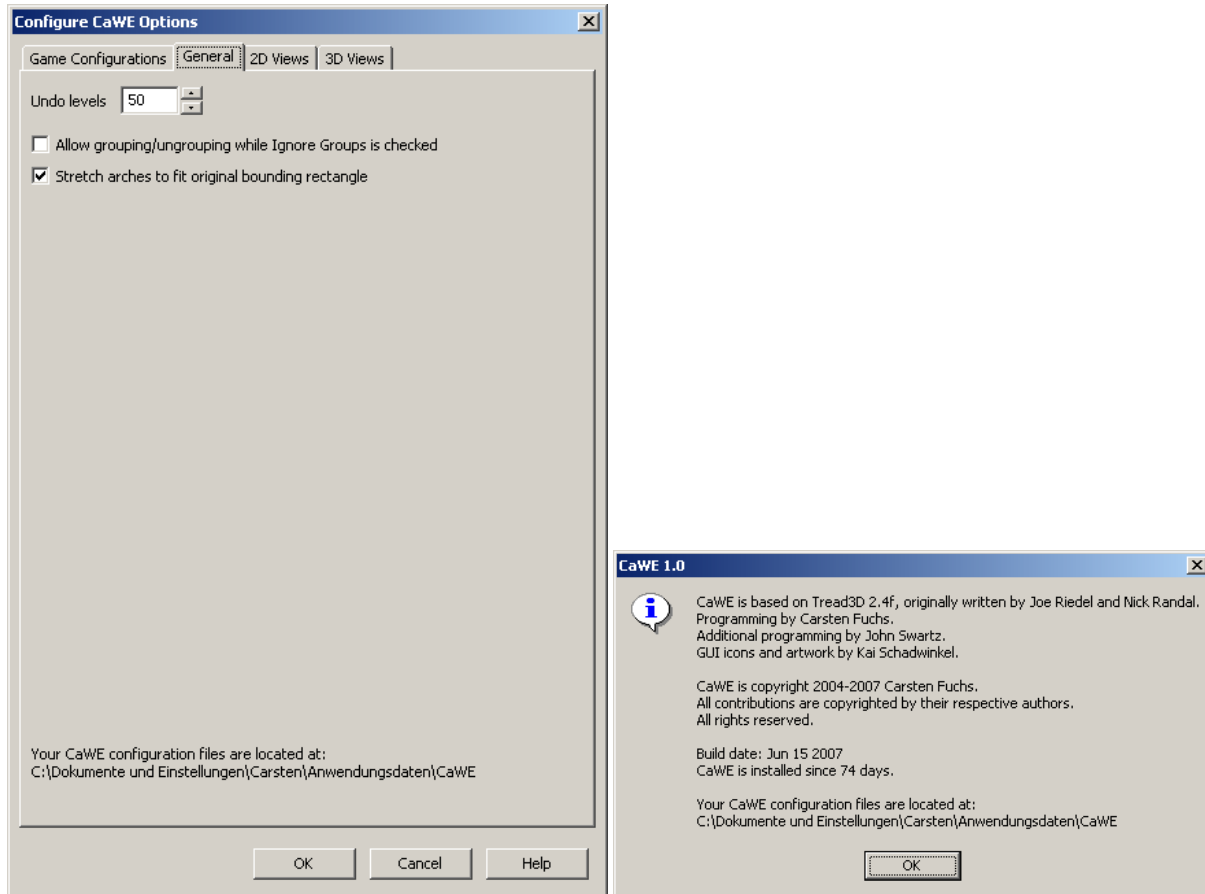 Configure CaWE Options
Game Configurations General 2D Views 3D Views
Undo levels 50
Allow grouping/ungrouping while Ignore Groups is checked
Stretch arches to fit original bounding rectangle
Your CaWE configuration files are located at:
C:\Dokumente und Einstellungen\Carsten\Anwendungsdaten\CaWE
OK Cancel Help
CaWE 1.0
CaWE is based on Tread3D 2.4f, originally written by Joe Riedel and Nick Randal.
Programming by Carsten Fuchs.
Additional programming by John Swartz.
GUI icons and artwork by Kai Schadwinkel.
CaWE is copyright 2004-2007 Carsten Fuchs.
All contributions are copyrighted by their respective authors.
All rights reserved.
Build date: Jun 15 2007
CaWE is installed since 74 days.
Your CaWE configuration files are located at:
C:\Dokumente und Einstellungen\Carsten\Anwendungsdaten\CaWE
OK